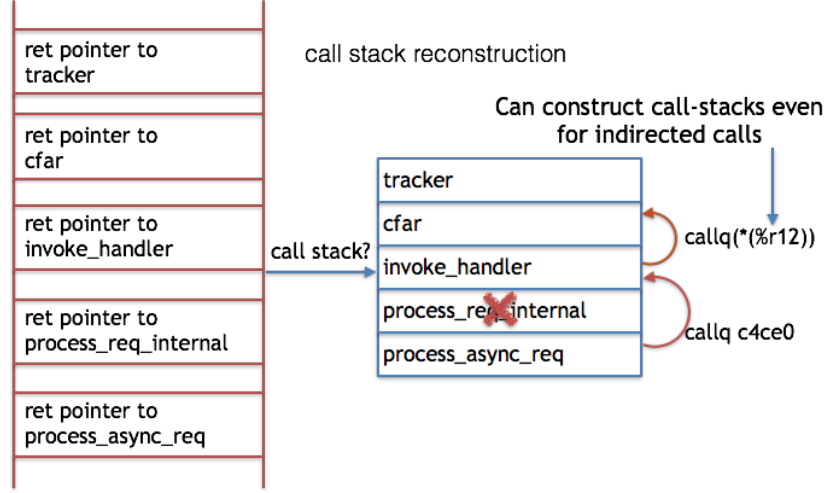 ret pointer to
tracker
call stack reconstruction
ret pointer to
cfar
Can construct call-stacks even
for indirected calls
ret pointer to
invoke_handler
call stack?
tracker
cfar
invoke_handler
process_req_internal
process_async_req
callq(*(%r12))
callq c4ce0
ret pointer to
process_req_internal
ret pointer to
process_async_req